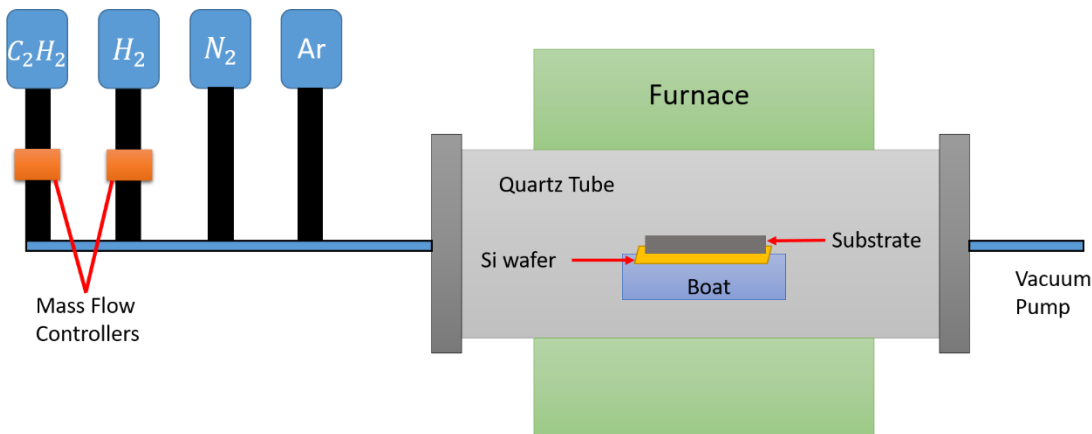 C₂H₂
H₂
N₂
Ar
Furnace
Quartz Tube
Substrate
Si wafer
Boat
Mass Flow
Controllers
Vacuum
Pump